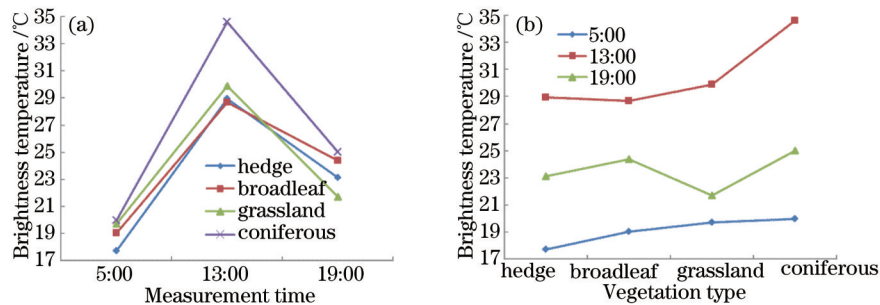 (a)
Brightness temperature /℃
35
33
31
29
27
25
23
21
19
17
hedge
broadleaf
grassland
coniferous
5:00
13:00
19:00
Measurement time
(b)
Brightness temperature /℃
35
33
31
29
27
25
23
21
19
17
5:00
13:00
19:00
hedge
broadleaf
grassland
coniferous
Vegetation type